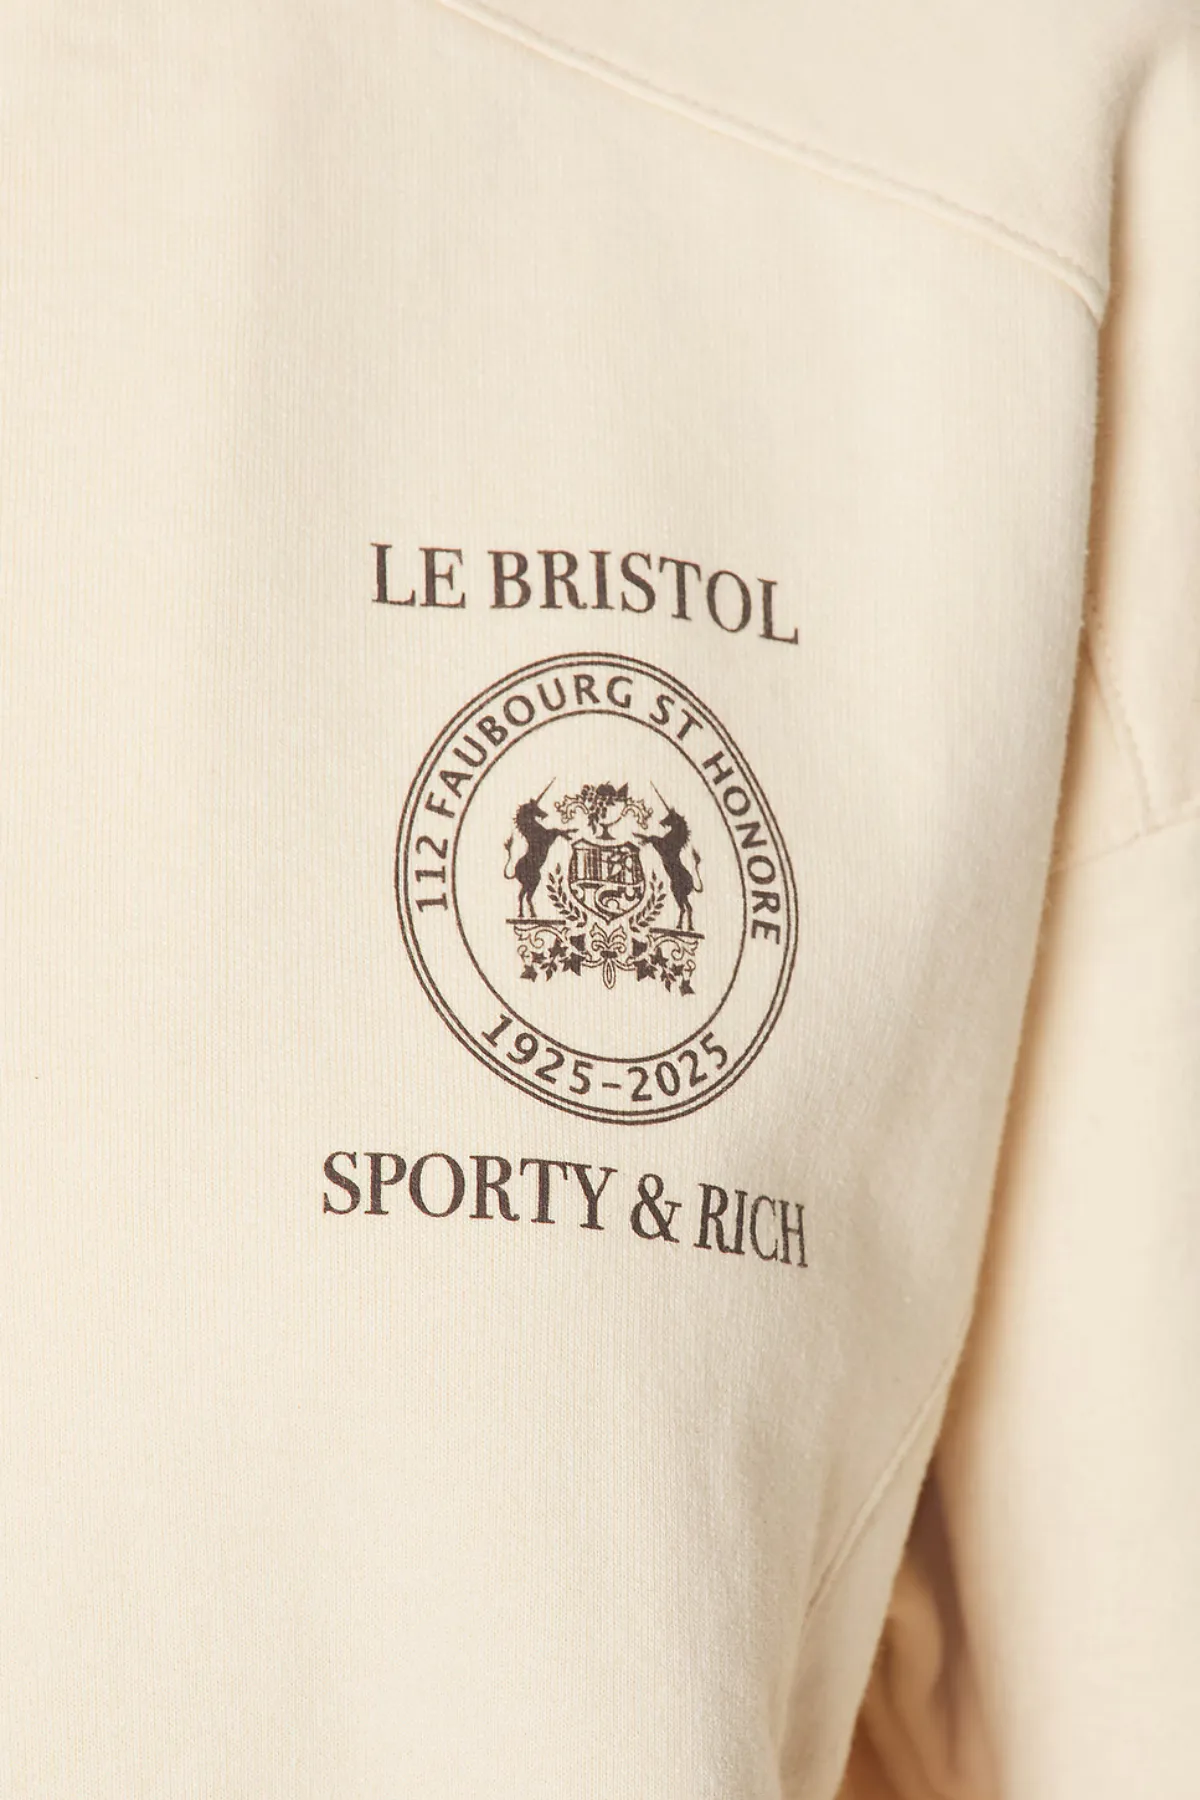 LE BRISTOL
112 FAUBOURG ST HONORE
1925-2025
SPORTY & RICH